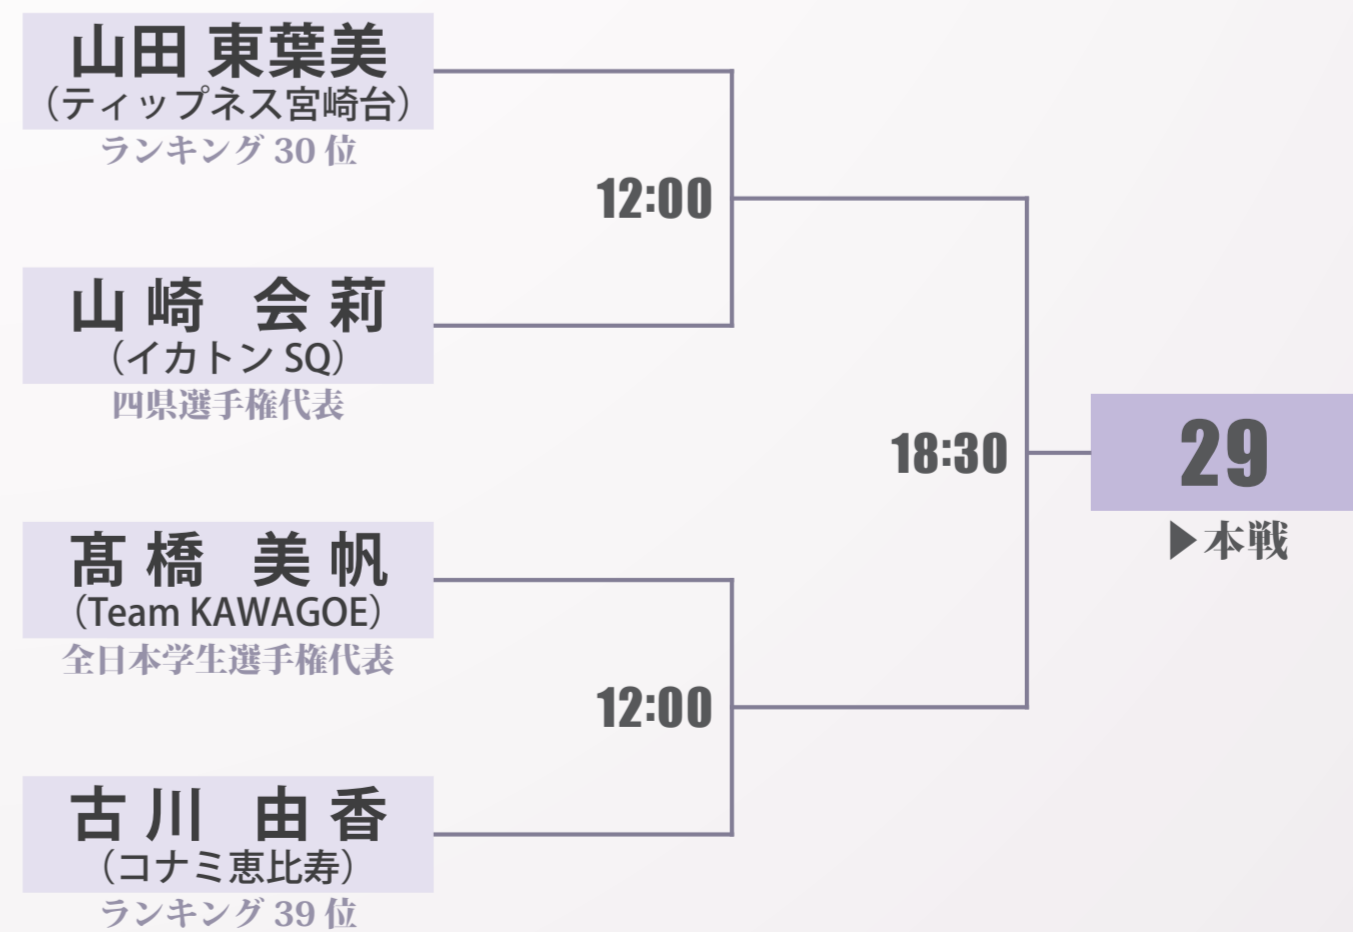 山田 東葉美
（ティップネス宮崎台）
ランキング 30 位
12:00
山崎 会莉
（イカトン SQ）
四県選手権代表
18:30
29
▶本戦
髙橋 美帆
（Team KAWAGOE）
全日本学生選手権代表
12:00
古川 由香
（コナミ恵比寿）
ランキング 39 位